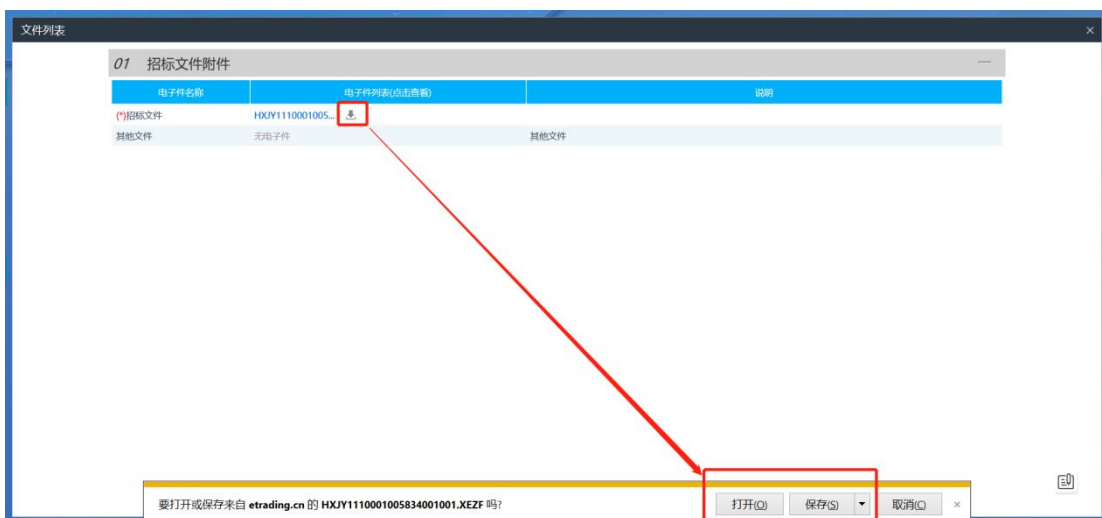 文件列表
01 招标文件附件
电子件名称 电子件列表(点击查看) 说明
(*)招标文件 HXJY1110001005...
其他文件 无电子件 其他文件
要打开或保存来自 etrading.cn 的 HXJY1110001005834001001.XEZF 吗?
打开(O) 保存(S) 取消(C)